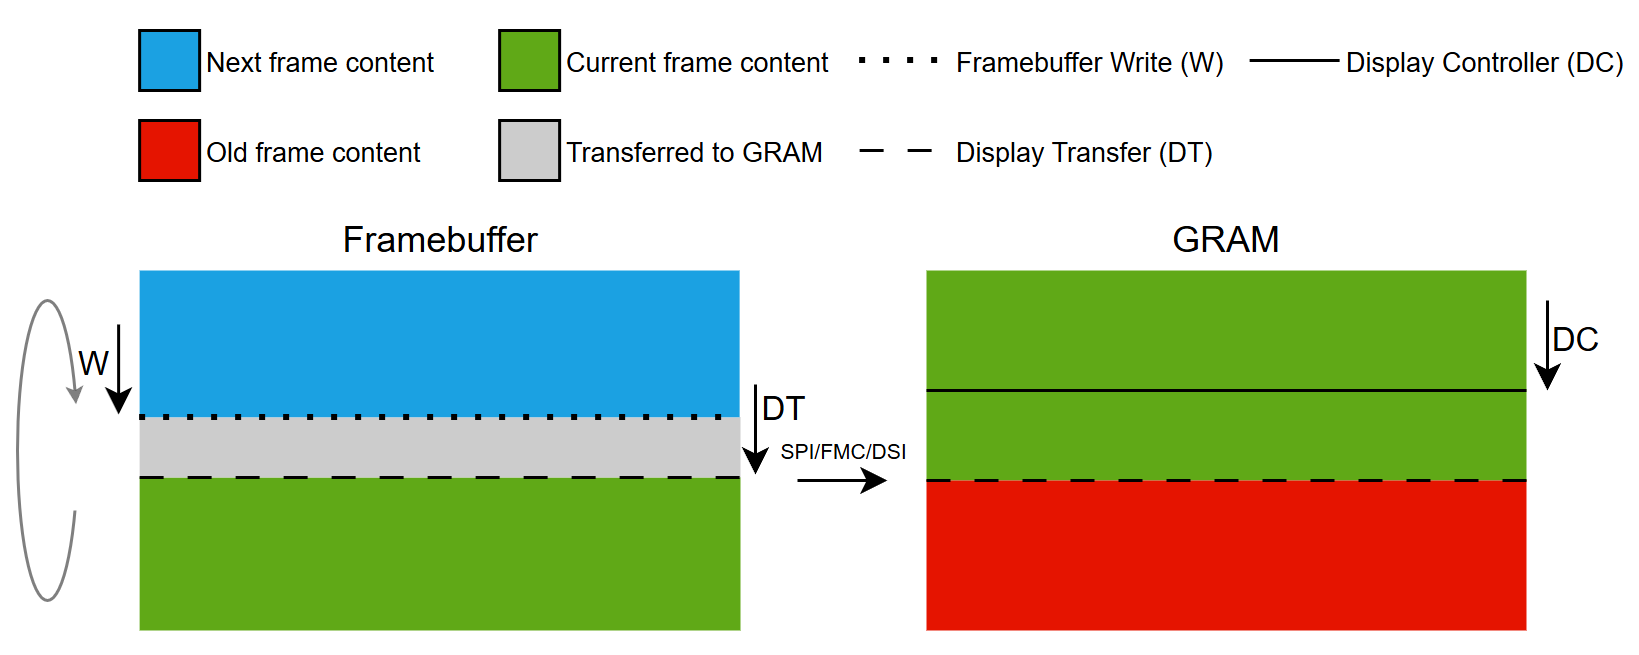 Next frame content
Current frame content
Framebuffer Write (W)
Display Controller (DC)
Old frame content
Transferred to GRAM
Display Transfer (DT)
Framebuffer
GRAM
W
DT
SPI/FMC/DSI
DC